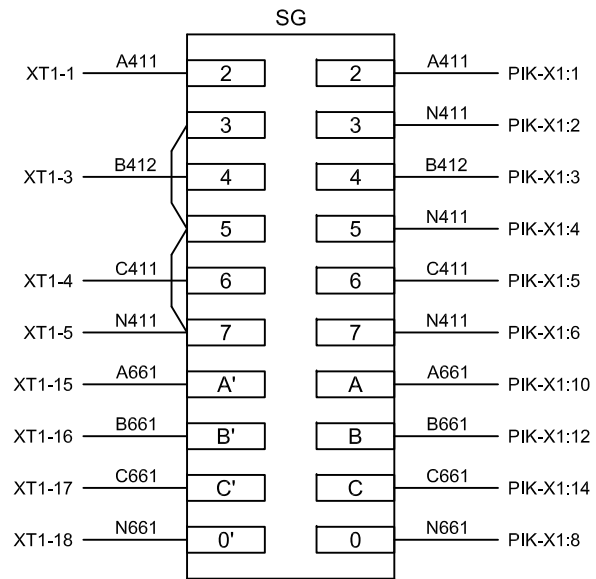 SG
XT1-1 A411 2 2 A411 PIK-X1:1
3 3 N411 PIK-X1:2
XT1-3 B412 4 4 B412 PIK-X1:3
5 5 N411 PIK-X1:4
XT1-4 C411 6 6 C411 PIK-X1:5
XT1-5 N411 7 7 N411 PIK-X1:6
XT1-15 A661 A' A A661 PIK-X1:10
XT1-16 B661 B' B B661 PIK-X1:12
XT1-17 C661 C' C C661 PIK-X1:14
XT1-18 N661 0' 0 N661 PIK-X1:8